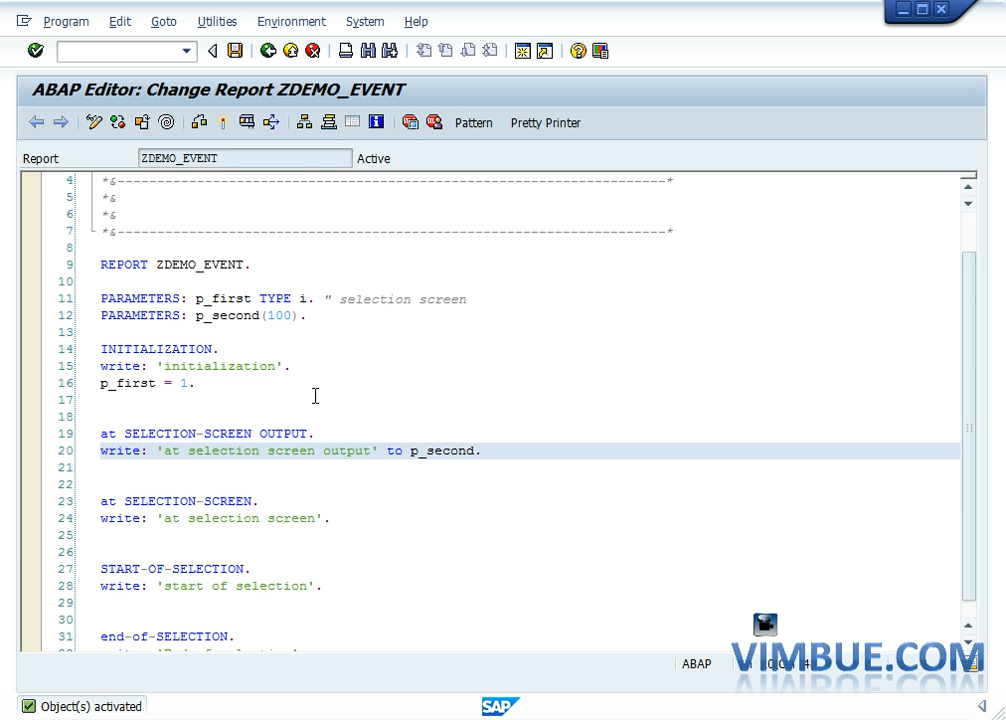 Program Edit Goto Utilities Environment System Help
ABAP Editor: Change Report ZDEMO_EVENT
Pattern Pretty Printer
Report ZDEMO_EVENT Active
4 *&---------------------------------------------------------------------*
5 *&
6 *&
7 *&---------------------------------------------------------------------*
8
9 REPORT ZDEMO_EVENT.
10
11 PARAMETERS: p_first TYPE i. " selection screen
12 PARAMETERS: p_second(100).
13
14 INITIALIZATION.
15 write: 'initialization'.
16 p_first = 1.
17
18
19 at SELECTION-SCREEN OUTPUT.
20 write: 'at selection screen output' to p_second.
21
22
23 at SELECTION-SCREEN.
24 write: 'at selection screen'.
25
26
27 START-OF-SELECTION.
28 write: 'start of selection'.
29
30
31 end-of-SELECTION.
ABAP
VIMBUE.COM
Object(s) activated
SAP